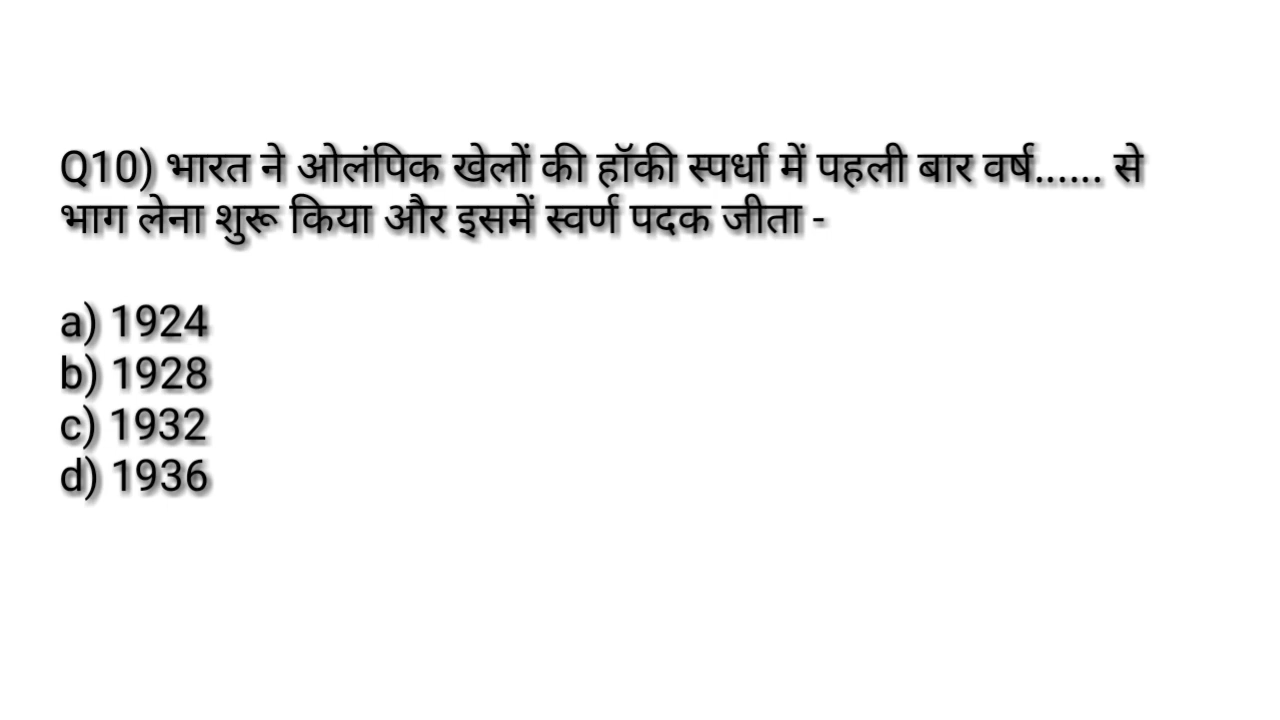 Q10) भारत ने ओलंपिक खेलों की हॉकी स्पर्धा में पहली बार वर्ष...... से
भाग लेना शुरू किया और इसमें स्वर्ण पदक जीता -
a) 1924
b) 1928
c) 1932
d) 1936